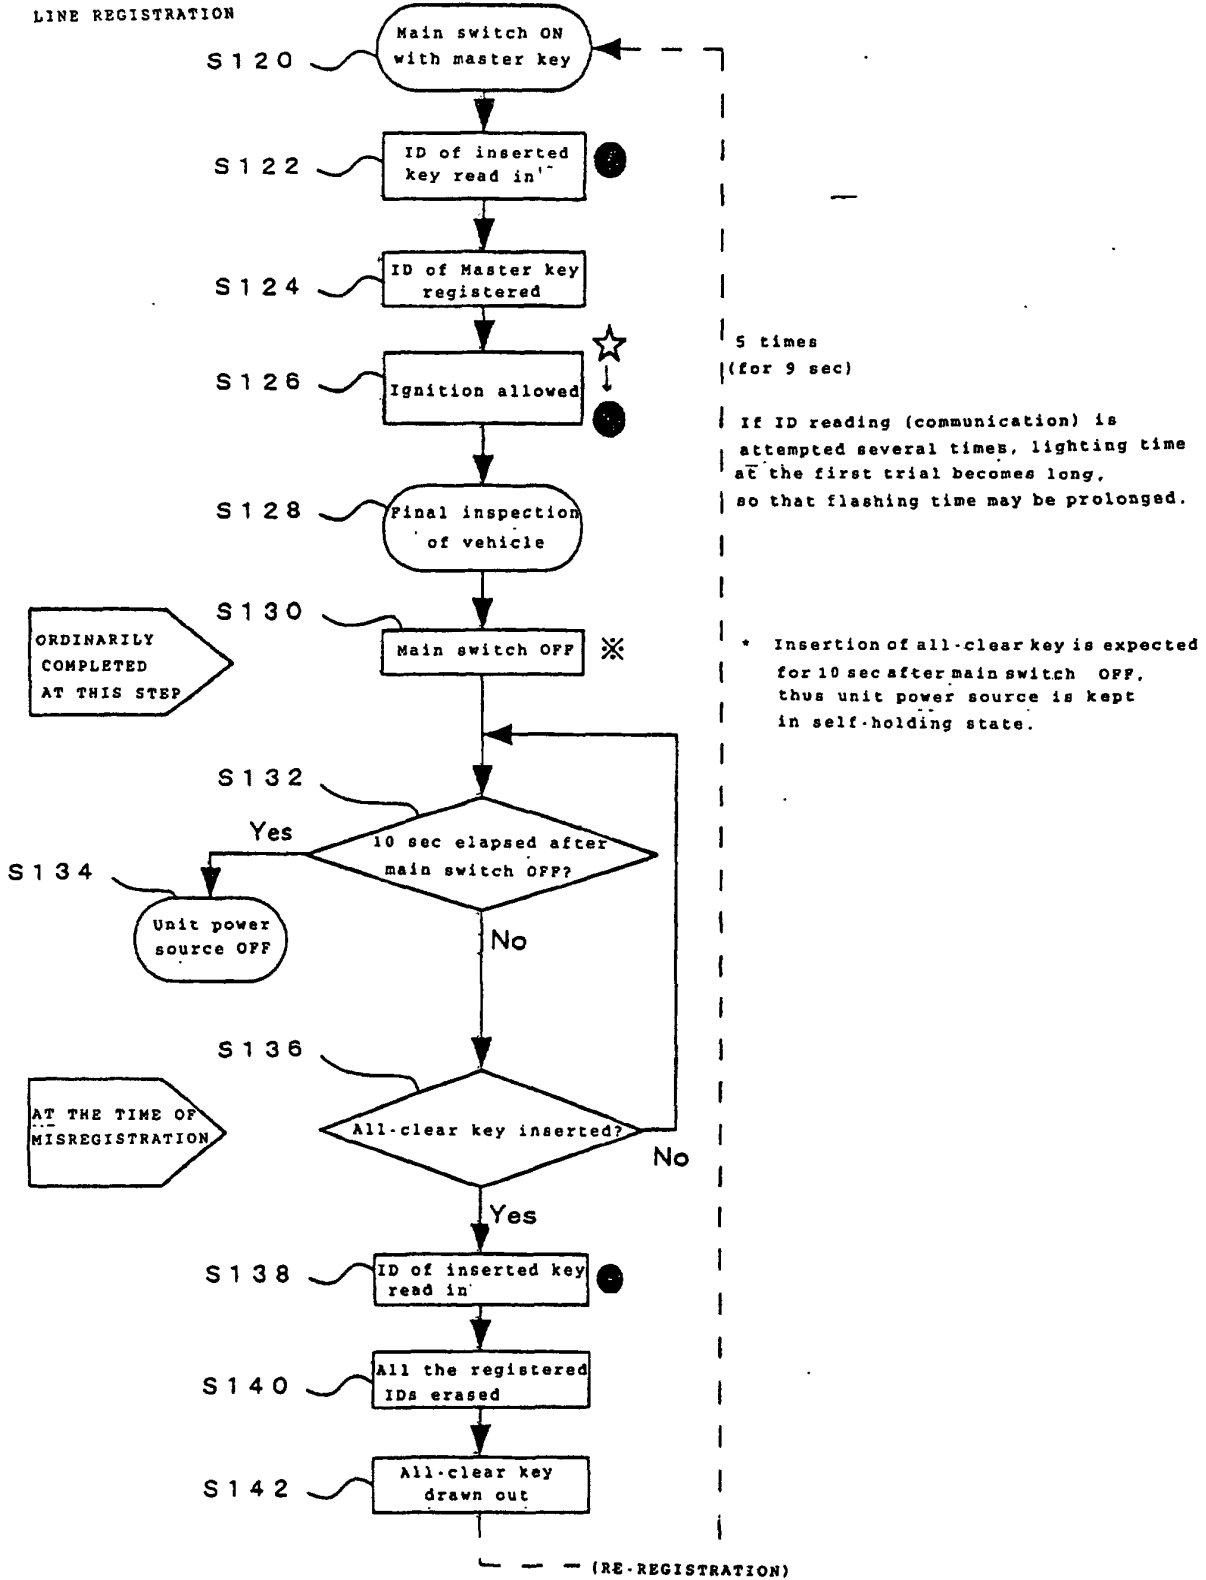 LINE REGISTRATION
S120
Main switch ON
with master key
S122
ID of inserted
key read in
S124
ID of Master key
registered
S126
Ignition allowed
5 times
(for 9 sec)
If ID reading (communication) is
attempted several times, lighting time
at the first trial becomes long,
so that flashing time may be prolonged.
S128
Final inspection
of vehicle
S130
Main switch OFF ※
ORDINARILY
COMPLETED
AT THIS STEP
* Insertion of all-clear key is expected
for 10 sec after main switch OFF,
thus unit power source is kept
in self-holding state.
S132
10 sec elapsed after
main switch OFF?
Yes
No
S134
Unit power
source OFF
S136
All-clear key inserted?
No
Yes
AT THE TIME OF
MISREGISTRATION
S138
ID of inserted key
read in
S140
All the registered
IDs erased
S142
All-clear key
drawn out
(RE-REGISTRATION)